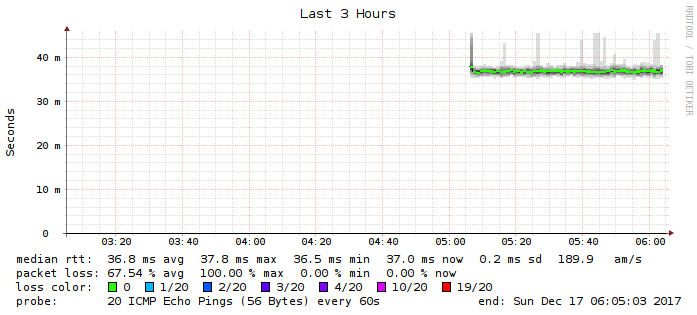 Last 3 Hours
RRDTOOL / TOBI OETIKER
Seconds
40 m
30 m
20 m
10 m
0
03:20 03:40 04:00 04:20 04:40 05:00 05:20 05:40 06:00
median rtt: 36.8 ms avg 37.8 ms max 36.5 ms min 37.0 ms now 0.2 ms sd 189.9 am/s
packet loss: 67.54 % avg 100.00 % max 0.00 % min 0.00 % now
loss color: 0 1/20 2/20 3/20 4/20 10/20 19/20
probe: 20 ICMP Echo Pings (56 Bytes) every 60s end: Sun Dec 17 06:05:03 2017